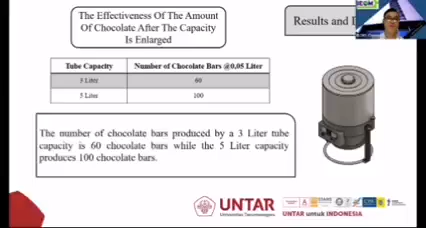 The Effectiveness Of The Amount
Of Chocolate After The Capacity
Is Enlarged
Results and
Tube Capacity Number of Chocolate Bars @0,05 Liter
3 Liter 60
5 Liter 100
The number of chocolate bars produced by a 3 Liter tube
capacity is 60 chocolate bars while the 5 Liter capacity
produces 100 chocolate bars.
UNTAR
Universitas Tarumanagara
UNTAR untuk INDONESIA